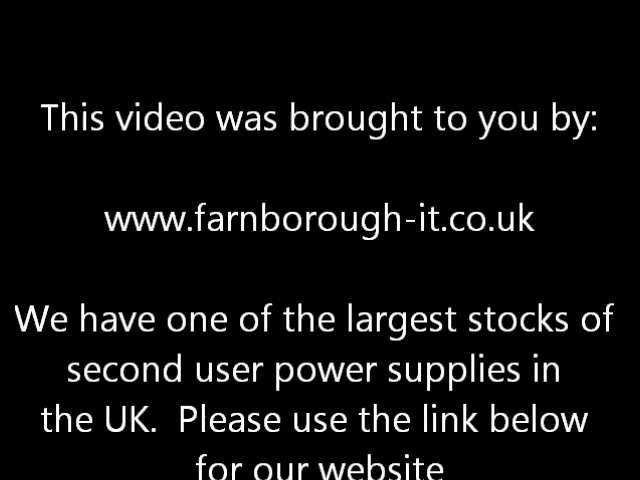 This video was brought to you by:
www.farnborough-it.co.uk
We have one of the largest stocks of
second user power supplies in
the UK. Please use the link below
for our website